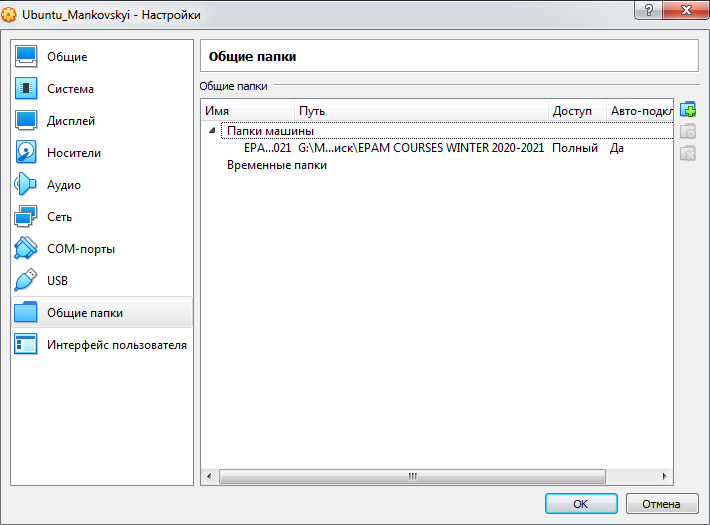 Ubuntu_Mankovskyi - Настройки
Общие
Система
Дисплей
Носители
Аудио
Сеть
COM-порты
USB
Общие папки
Интерфейс пользователя
Общие папки
Общие папки
Имя Путь Доступ Авто-подкл
Папки машины
EPA...021 G:\M...иск\EPAM COURSES WINTER 2020-2021 Полный Да
Временные папки
OK Отмена